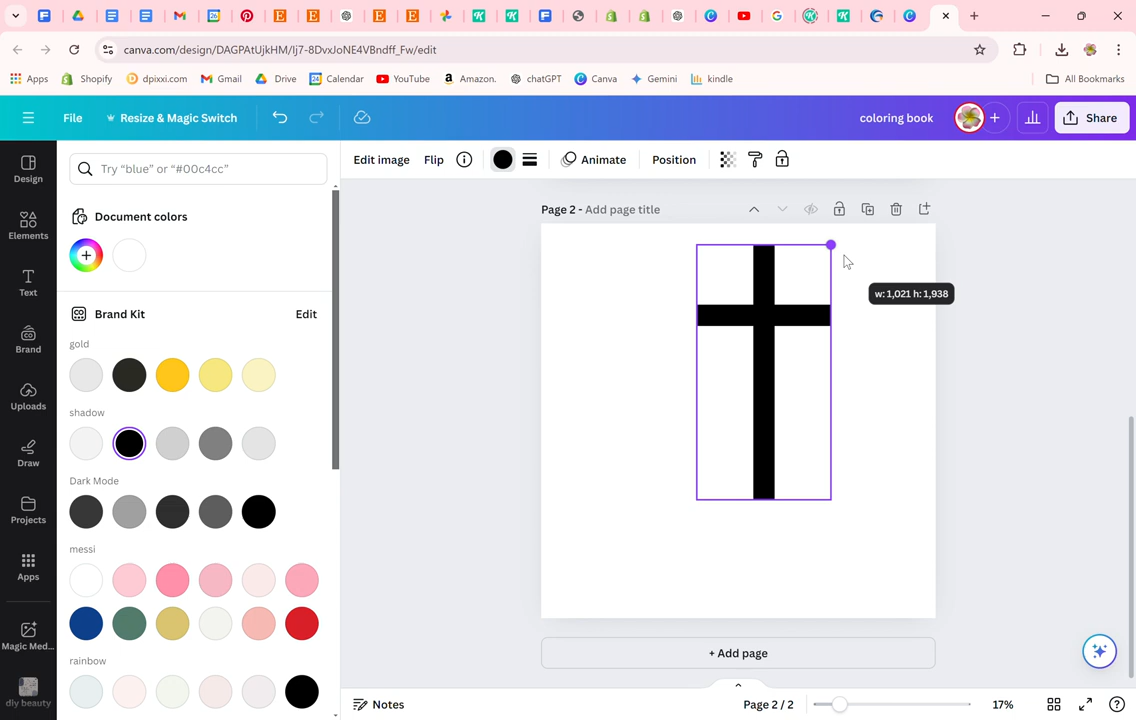 canva.com/design/DAGPAtUjkHM/Ij7-8DvxJoNE4VBndff_Fw/edit
Apps Shopify dpixxi.com Gmail Drive Calendar YouTube Amazon. chatGPT Canva Gemini kindle All Bookmarks
File Resize & Magic Switch coloring book Share
Try “blue” or “#00c4cc” Edit image Flip Animate Position
Design
Document colors
Page 2 - Add page title
Elements
Text
w: 1,021 h: 1,938
Brand Kit Edit
Brand
gold
Uploads
shadow
Draw
Dark Mode
Projects
messi
Apps
Magic Med...
+ Add page
rainbow
dly beauty
Notes Page 2 / 2 17%